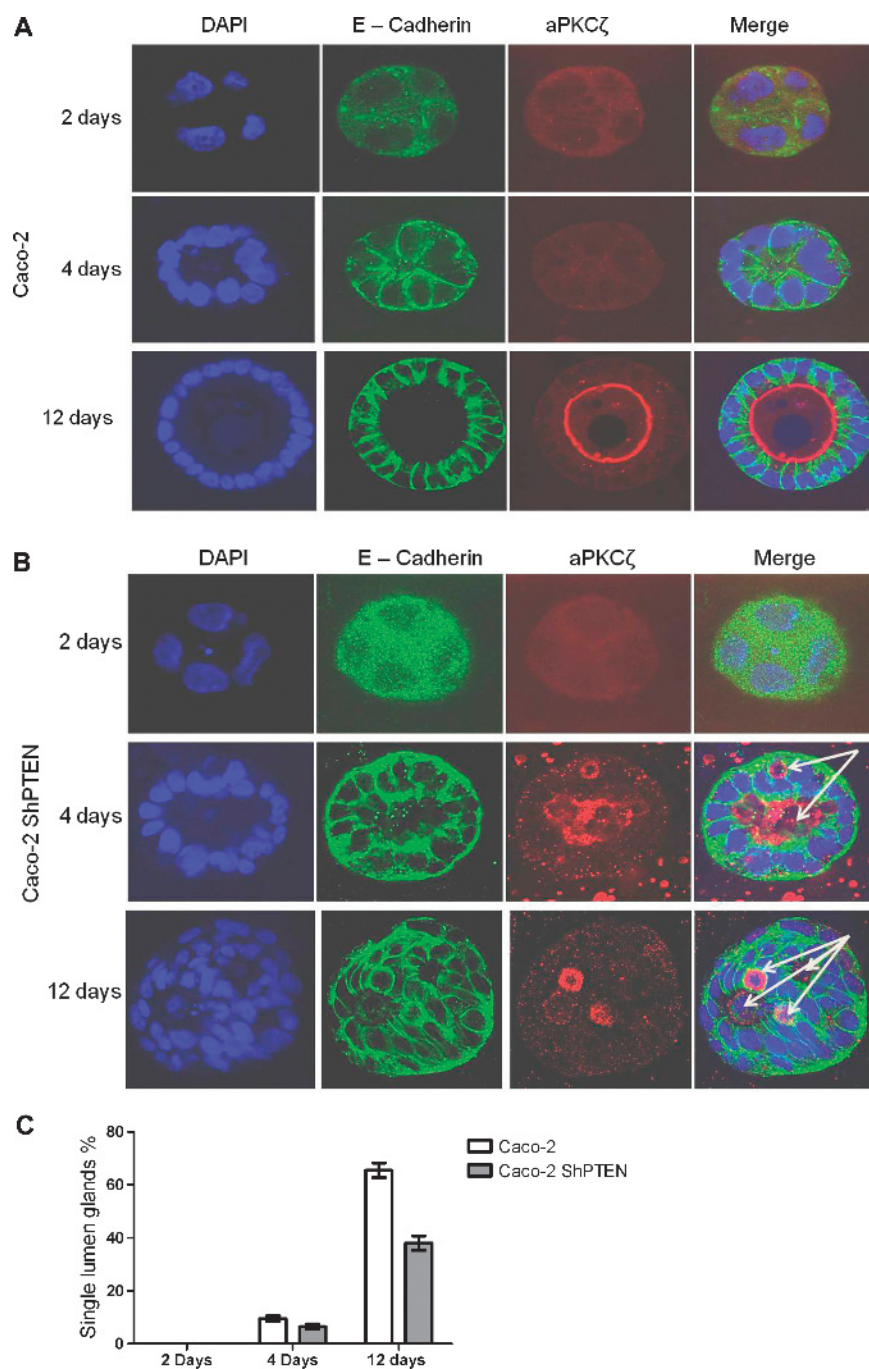 A
DAPI E – Cadherin aPKCζ Merge
Caco-2
2 days
4 days
12 days
B
DAPI E – Cadherin aPKCζ Merge
Caco-2 ShPTEN
2 days
4 days
12 days
C
Single lumen glands %
80
60
40
20
0
2 Days 4 Days 12 days
Caco-2
Caco-2 ShPTEN